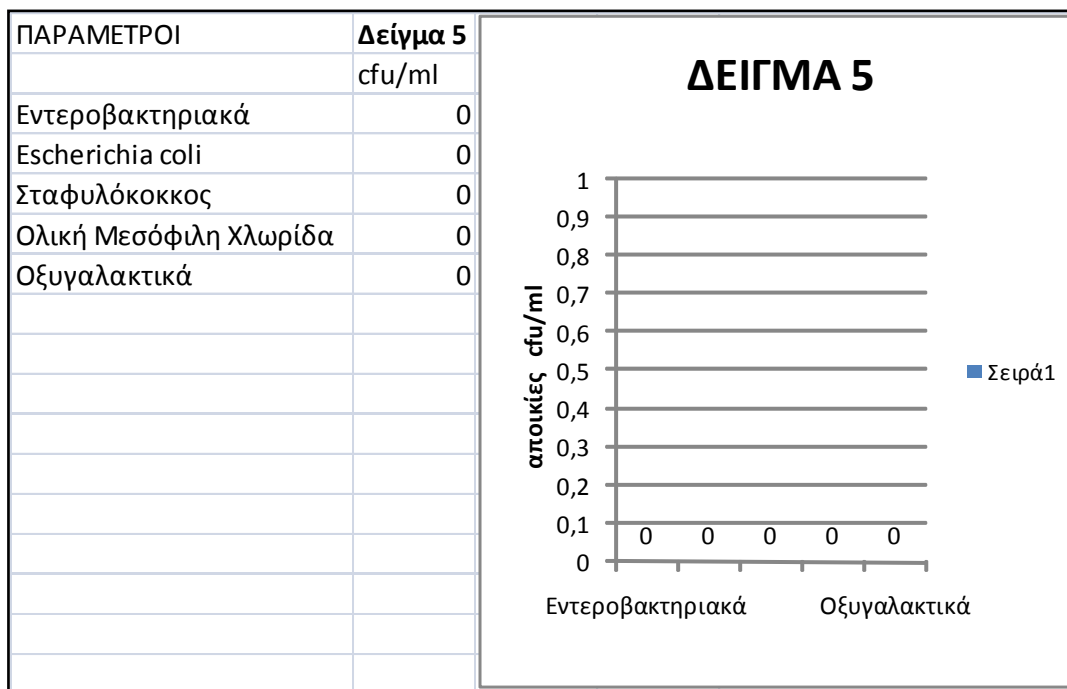 ΠΑΡΑΜΕΤΡΟΙ Δείγμα 5
cfu/ml
Εντεροβακτηριακά 0
Escherichia coli 0
Σταφυλόκοκκος 0
Ολική Μεσόφιλη Χλωρίδα 0
Οξυγαλακτικά 0
ΔΕΙΓΜΑ 5
αποικίες cfu/ml
1
0,9
0,8
0,7
0,6
0,5
0,4
0,3
0,2
0,1
0
0 0 0 0 0
Εντεροβακτηριακά Οξυγαλακτικά
Σειρά1